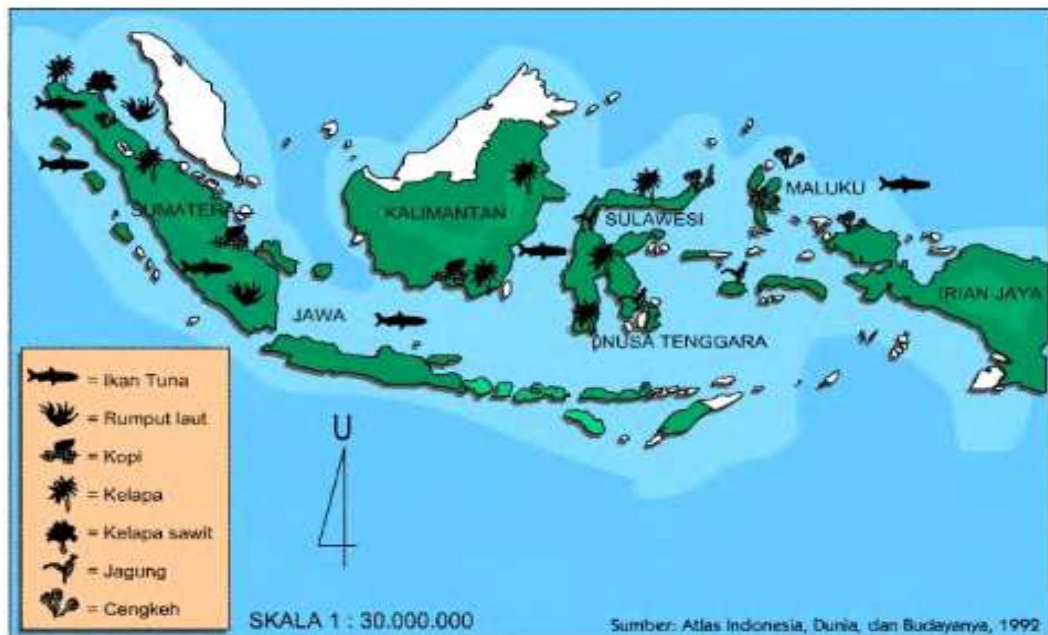 SUMATERA
KALIMANTAN
SULAWESI
MALUKU
IRIAN JAYA
JAWA
NUSA TENGGARA
= Ikan Tuna
= Rumput laut
= Kopi
= Kelapa
= Kelapa sawit
= Jagung
= Cengkeh
U
SKALA 1 : 30.000.000
Sumber: Atlas Indonesia, Dunia, dan Budayanya, 1992